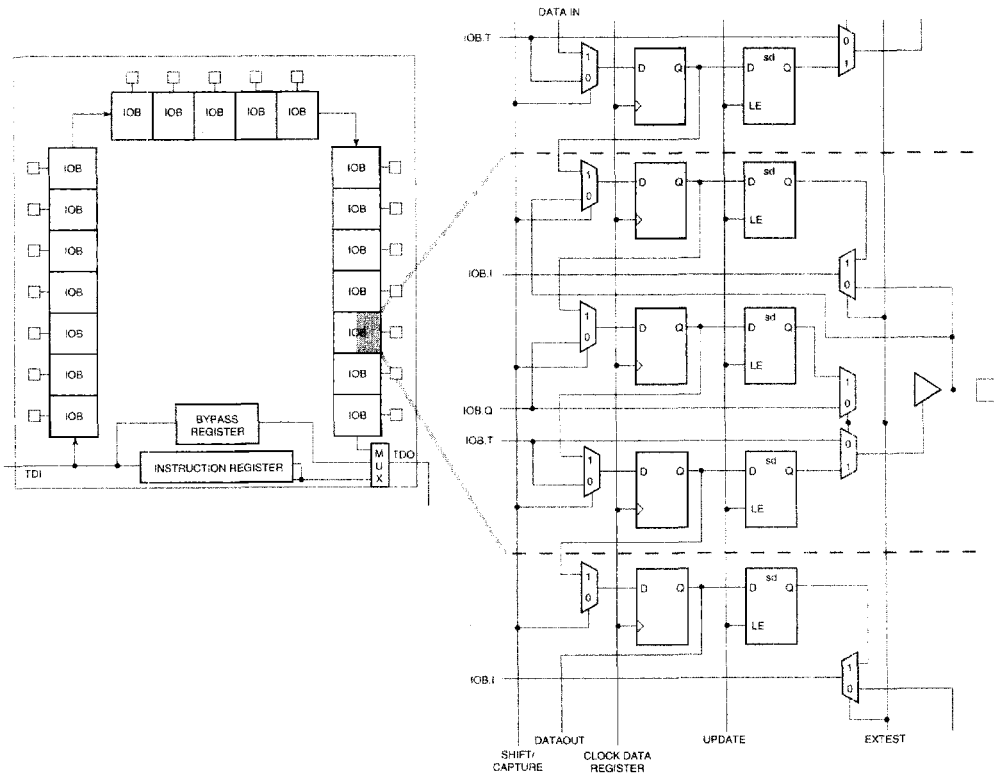 DATA IN
IOB.T
1
0
D Q
sd
D Q
LE
0
1
IOB IOB IOB IOB IOB
IOB
IOB
IOB
IOB
IOB
IOB
IOB
IOB
IOB
IOB
IOB
IOB
IOB
IOB
BYPASS
REGISTER
INSTRUCTION REGISTER
TDI
M
U
X
TDO
1
0
D Q
sd
D Q
LE
IOB.I
1
0
1
0
D Q
sd
D Q
LE
1
0
IOB.Q
IOB.T
0
1
1
0
D Q
sd
D Q
LE
1
0
D Q
sd
D Q
LE
IOB.I
1
0
SHIFT/
CAPTURE
DATAOUT
CLOCK DATA
REGISTER
UPDATE
EXTEST